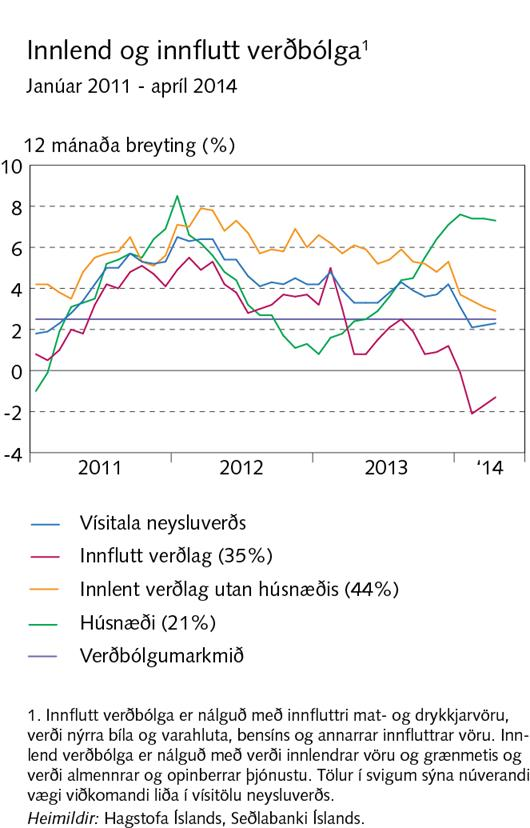 Innlend og innflutt verðbólga¹
Janúar 2011 - apríl 2014
12 mánaða breyting (%)
10
8
6
4
2
0
-2
-4
2011 2012 2013 '14
Vísitala neysluverðs
Innflutt verðlag (35%)
Innlent verðlag utan húsnæðis (44%)
Húsnæði (21%)
Verðbólgumarkmið
1. Innflutt verðbólga er nálguð með innfluttri mat- og drykkjarvöru,
verði nýrra bíla og varahluta, bensíns og annarrar innfluttrar vöru. Inn-
lend verðbólga er nálguð með verði innlendrar vöru og grænmetis og
verði almennrar og opinberrar þjónustu. Tölur í svigum sýna núverandi
vægi viðkomandi liða í vísitölu neysluverðs.
Heimildir: Hagstofa Íslands, Seðlabanki Íslands.